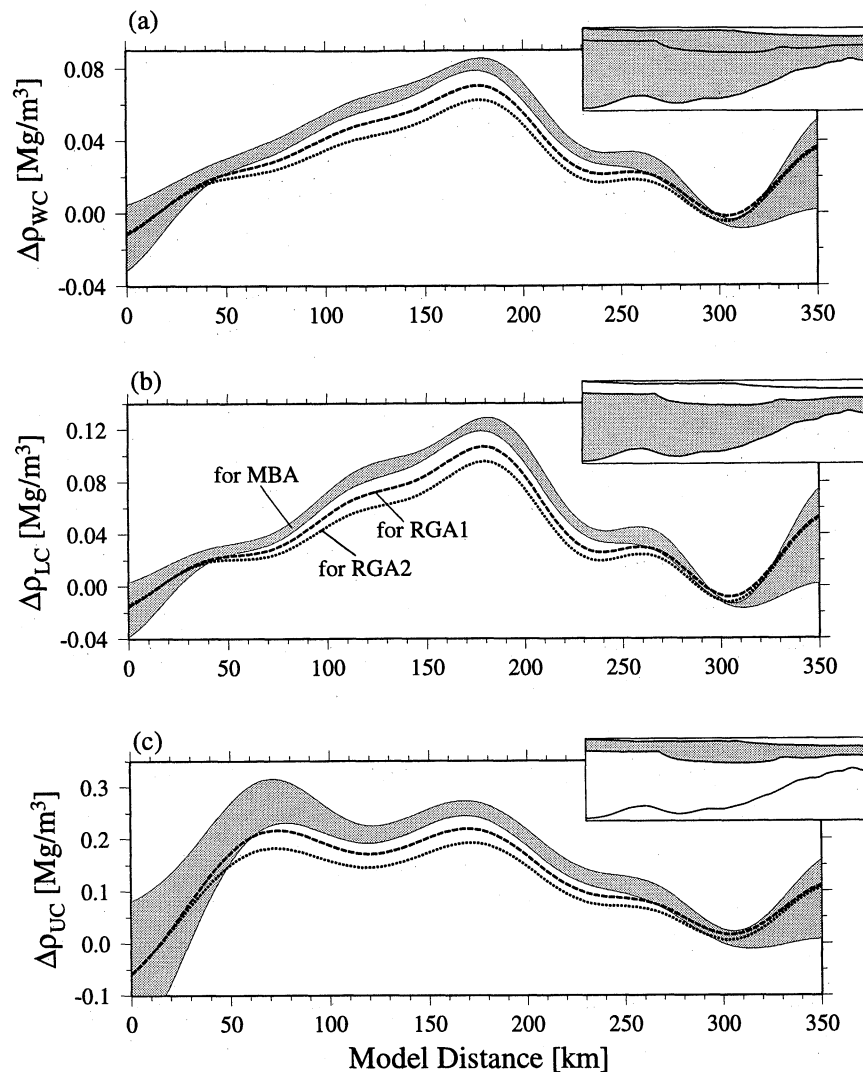 (a)
0.08
0.04
0.00
-0.04
Δρ_WC [Mg/m³]
0 50 100 150 200 250 300 350
(b)
0.12
0.08
0.04
0.00
-0.04
Δρ_LC [Mg/m³]
for MBA
for RGA1
for RGA2
0 50 100 150 200 250 300 350
(c)
0.3
0.2
0.1
0.0
-0.1
Δρ_UC [Mg/m³]
0 50 100 150 200 250 300 350
Model Distance [km]